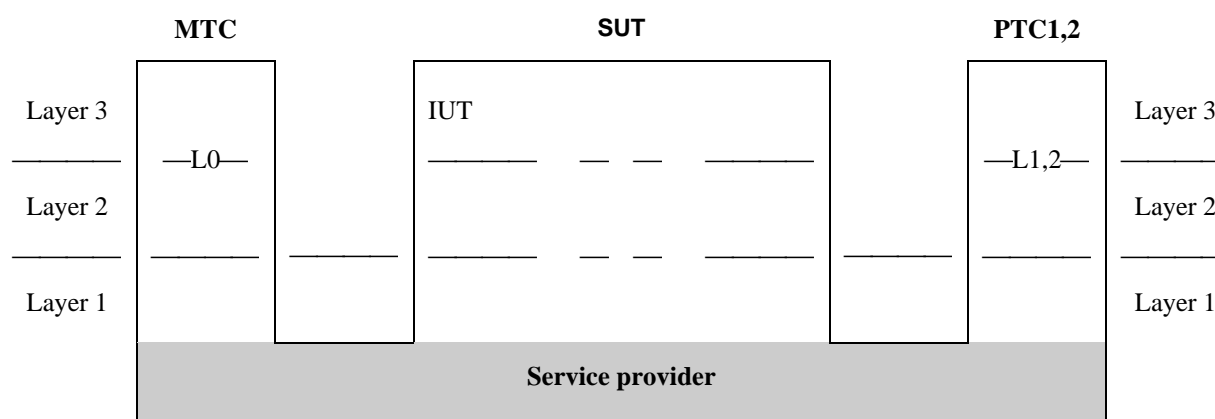 MTC SUT PTC1,2
Layer 3 IUT Layer 3
L0 L1,2
Layer 2 Layer 2
Layer 1 Layer 1
Service provider